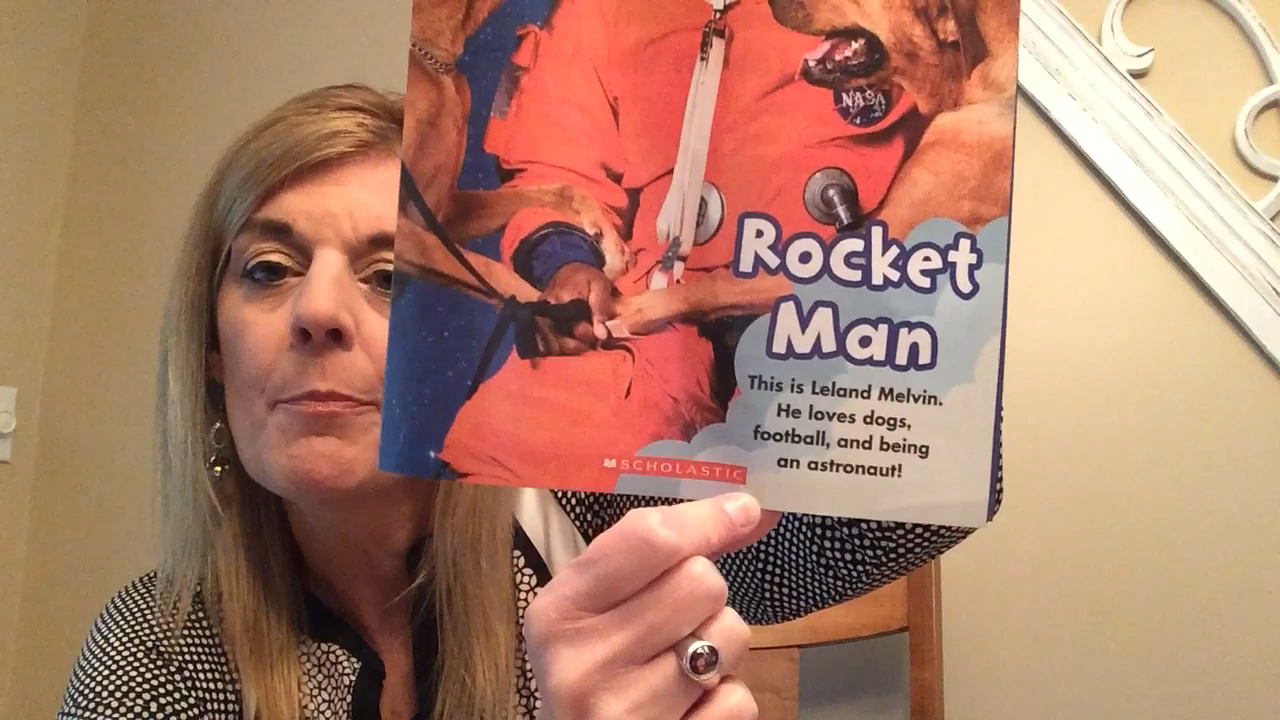 NASA
Rocket
Man
This is Leland Melvin.
He loves dogs,
football, and being
an astronaut!
SCHOLASTIC